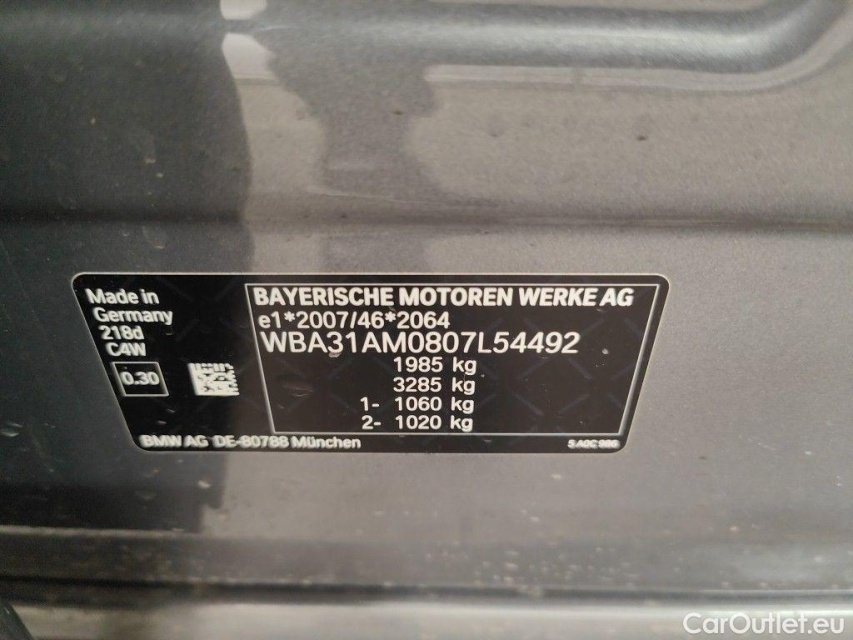 Made in
Germany
218d
C4W
0.30
BAYERISCHE MOTOREN WERKE AG
e1*2007/46*2064
WBA31AM0807L54492
1985 kg
3285 kg
1- 1060 kg
2- 1020 kg
BMW AG DE-80788 München
CarOutlet.eu